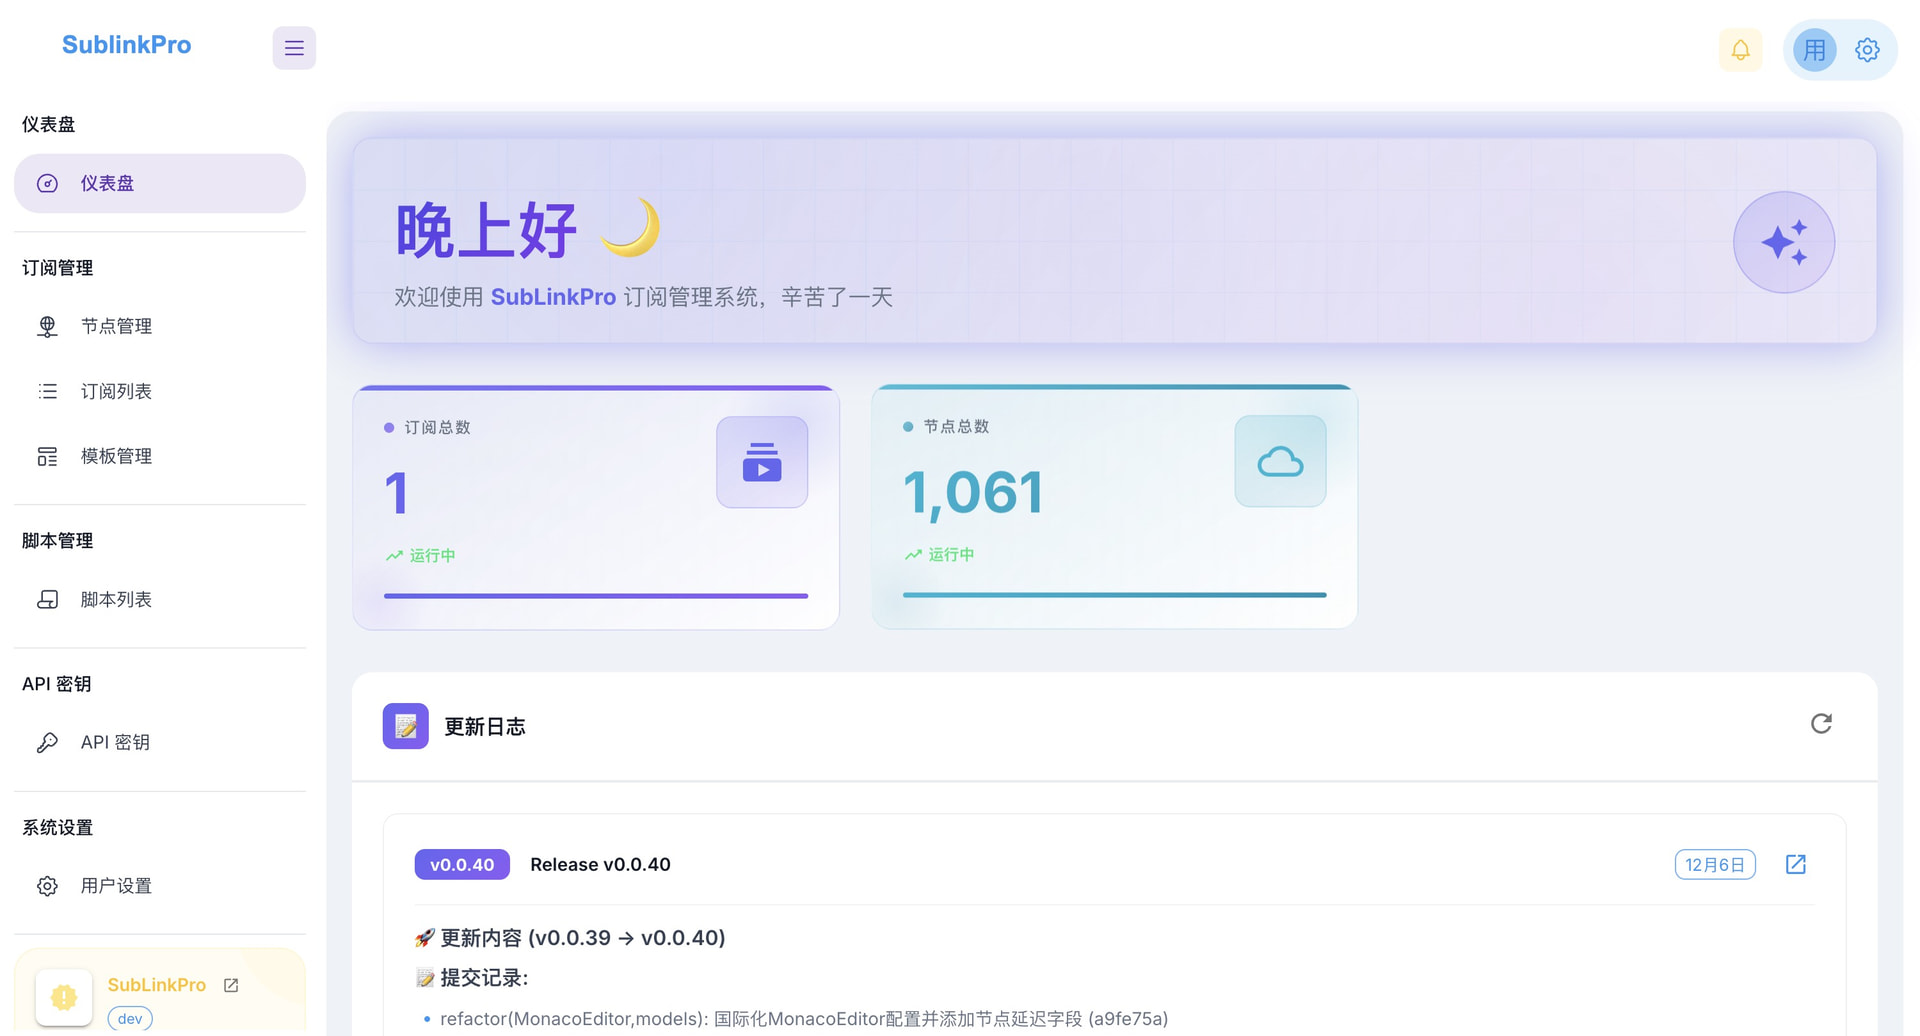 SublinkPro
用
仪表盘
仪表盘
订阅管理
节点管理
订阅列表
模板管理
脚本管理
脚本列表
API 密钥
API 密钥
系统设置
用户设置
SubLinkPro
dev
晚上好 🌙
欢迎使用 SubLinkPro 订阅管理系统，辛苦了一天
订阅总数
1
运行中
节点总数
1,061
运行中
更新日志
v0.0.40 Release v0.0.40 12月6日
🚀 更新内容 (v0.0.39 → v0.0.40)
📝 提交记录:
• refactor(MonacoEditor,models): 国际化MonacoEditor配置并添加节点延迟字段 (a9fe75a)